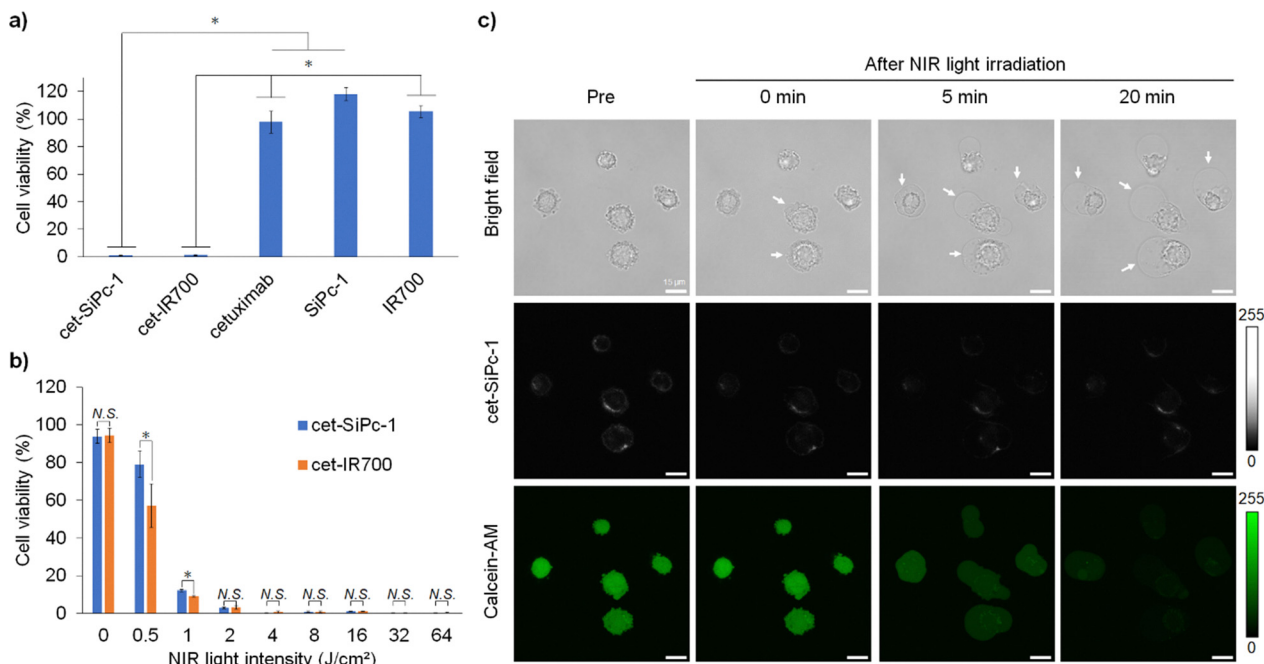 a)
*
*
120
100
80
60
40
20
0
Cell viability (%)
cet-SiPc-1
cet-IR700
cetuximab
SiPc-1
IR700
b)
120
100
80
60
40
20
0
Cell viability (%)
N.S.
*
*
N.S.
N.S.
N.S.
N.S.
N.S.
N.S.
cet-SiPc-1
cet-IR700
0 0.5 1 2 4 8 16 32 64
NIR light intensity (J/cm²)
c)
After NIR light irradiation
Pre 0 min 5 min 20 min
Bright field
15 μm
cet-SiPc-1
255
0
Calcein-AM
255
0